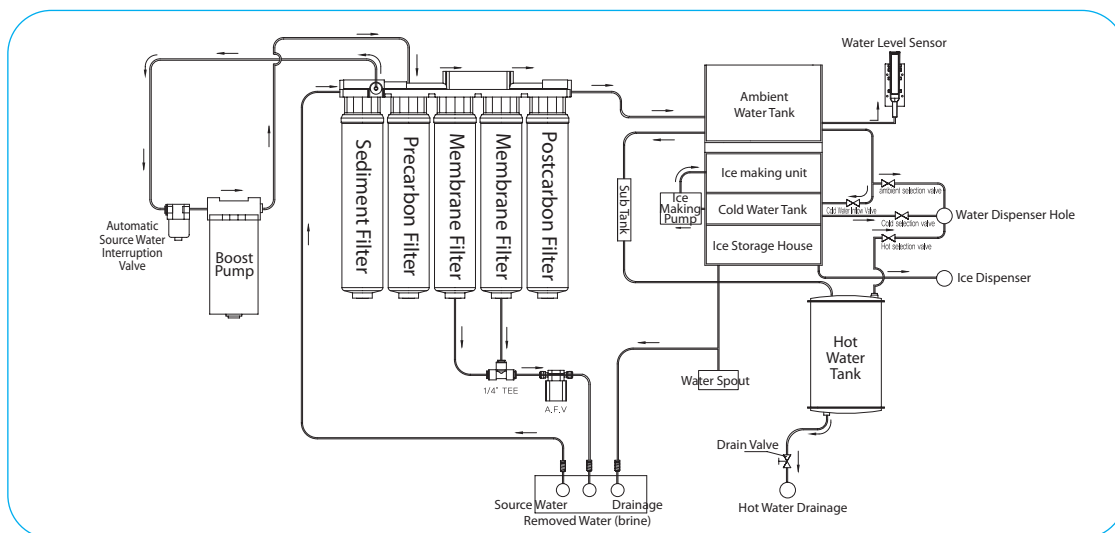 Water Level Sensor
Ambient
Water Tank
Sediment Filter
Precarbon Filter
Membrane Filter
Membrane Filter
Postcarbon Filter
Ice making unit
Sub Tank
Ice
Making
Pump
Cold Water Tank
Ice Storage House
ambient selection valve
Cold Water Inflow Valve
Cold selection valve
Hot selection valve
Water Dispenser Hole
Ice Dispenser
Automatic
Source Water
Interruption
Valve
Boost
Pump
Hot
Water
Tank
Water Spout
1/4" TEE
A.F.V
Drain Valve
Source Water
Drainage
Removed Water (brine)
Hot Water Drainage